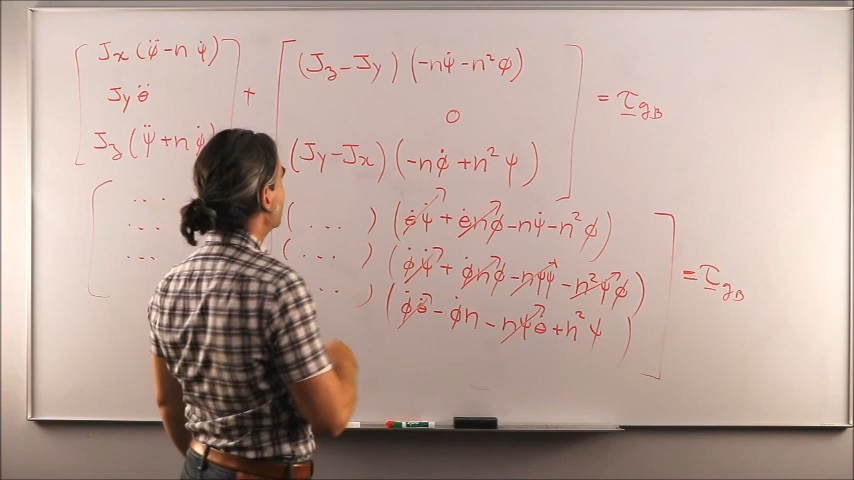 [ Jx (φ̈ - n ψ̇) ] + [ (Jz - Jy) (-nψ̇ - n²φ) ] = τgB
Jy θ̈ 0
Jz (ψ̈ + n φ̇) (Jy - Jx) (-nφ̇ + n²ψ)
[ ... ( ... ) (θ̇ψ̇ + θ̇nφ - nψ̇ - n²φ) ] = τgB
... ( ... ) (φ̇ψ̇ + φ̇nφ - nψψ̇ - n²ψφ)
... ... ) (φ̇θ̇ - φ̇n - nψθ̇ + n²ψ)